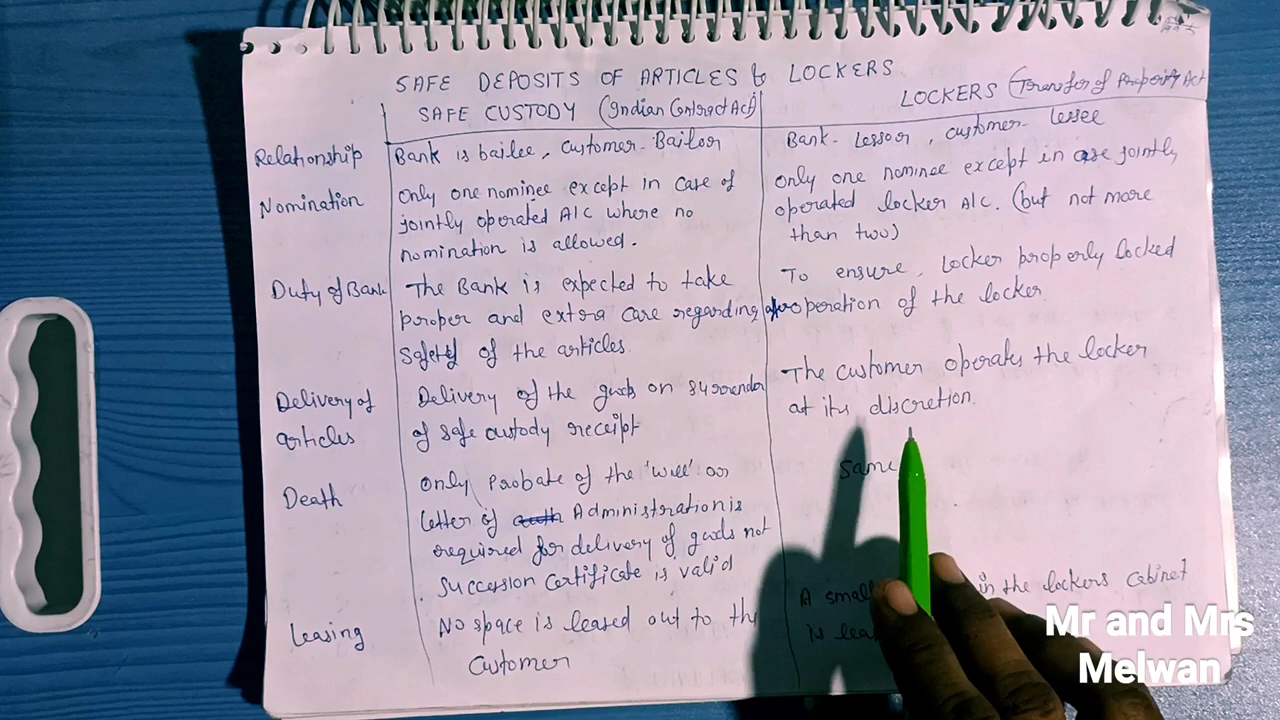 SAFE DEPOSITS OF ARTICLES & LOCKERS
SAFE CUSTODY (Indian Contract Act)
LOCKERS (Transfer of Property Act
Relationship
Bank is bailee, Customer-Bailor
Bank-Lessor, customer-lessee
Nomination
Only one nominee except in case of
jointly operated A/C where no
nomination is allowed.
only one nominee except in case jointly
operated locker A/C. (but not more
than two)
Duty of Bank
The Bank is expected to take
proper and extra care regarding
safety of the articles
To ensure, Locker properly locked
operation of the locker
Delivery of
articles
Delivery of the goods on surrender
of safe custody receipt
The customer operates the locker
at its discretion.
Death
Only Probate of the 'will' or
letter of Administration is
required for delivery of goods not
Succession Certificate is valid
Same
Leasing
No space is leased out to the
Customer
A small in the lockers cabinet
is
Mr and Mrs
Melwan